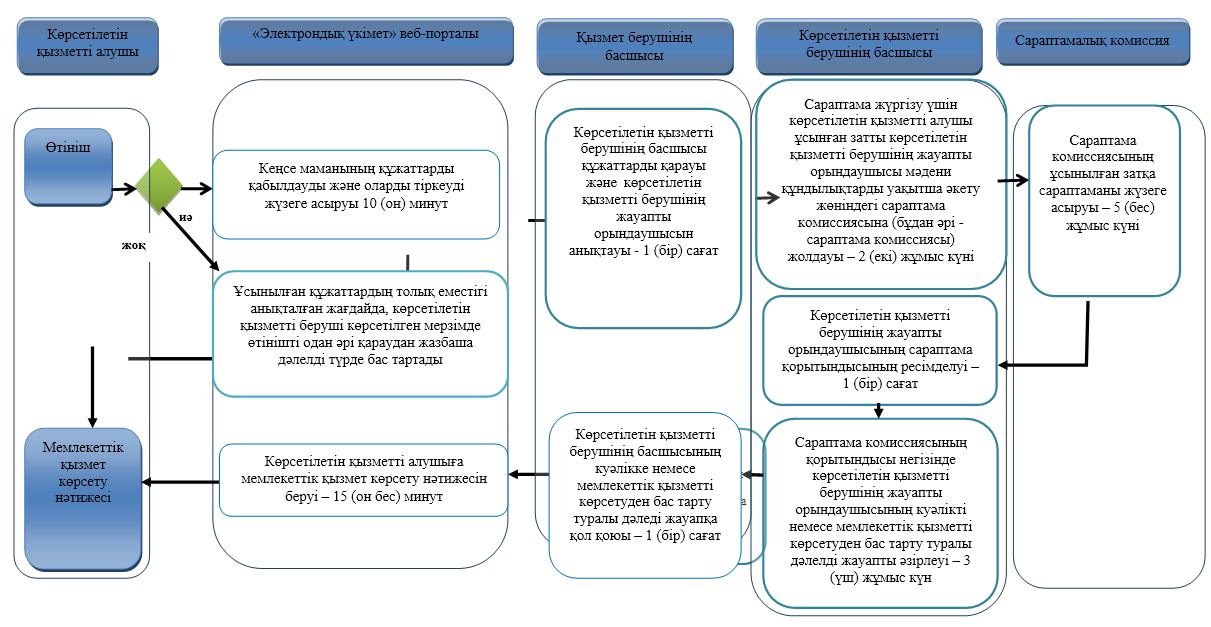 Көрсетілетін
қызметті алушы
«Электрондық үкімет» веб-порталы
Қызмет берушінің
басшысы
Көрсетілетін қызметті
берушінің басшысы
Сараптамалық комиссия
Өтініш
иә
жоқ
Кеңсе маманының құжаттарды
қабылдауды және оларды тіркеуді
жүзеге асыруы 10 (он) минут
Ұсынылған құжаттардың толық еместігі
анықталған жағдайда, көрсетілетін
қызметті беруші көрсетілген мерзімде
өтінішті одан әрі қараудан жазбаша
дәлелді түрде бас тартады
Көрсетілетін қызметті
берушінің басшысы
құжаттарды қарауы
және көрсетілетін
қызметті берушінің
жауапты
орындаушысын
анықтауы - 1 (бір) сағат
Сараптама жүргізу үшін
көрсетілетін қызметті алушы
ұсынған затты көрсетілетін
қызметті берушінің жауапты
орындаушысы мәдени
құндылықтарды уақытша әкету
жөніндегі сараптама
комиссиясына (бұдан әрі -
сараптама комиссиясы)
жолдауы – 2 (екі) жұмыс күні
Сараптама
комиссиясының
ұсынылған затқа
сараптаманы жүзеге
асыруы – 5 (бес)
жұмыс күні
Көрсетілетін қызметті
берушінің жауапты
орындаушысының сараптама
қорытындысының ресімделуі –
1 (бір) сағат
Сараптама комиссиясының
қорытындысы негізінде
көрсетілетін қызметті
берушінің жауапты
орындаушысының куәлікті
немесе мемлекеттік қызметті
көрсетуден бас тарту туралы
дәлелді жауапты әзірлеуі – 3
(үш) жұмыс күн
Көрсетілетін қызметті
берушінің басшысының
куәлікке немесе
мемлекеттік қызметті
көрсетуден бас тарту
туралы дәледі жауапқа
қол қоюы – 1 (бір) сағат
а
Көрсетілетін қызметті алушыға
мемлекеттік қызмет көрсету нәтижесін
беруі – 15 (он бес) минут
Мемлекеттік
қызмет
көрсету
нәтижесі